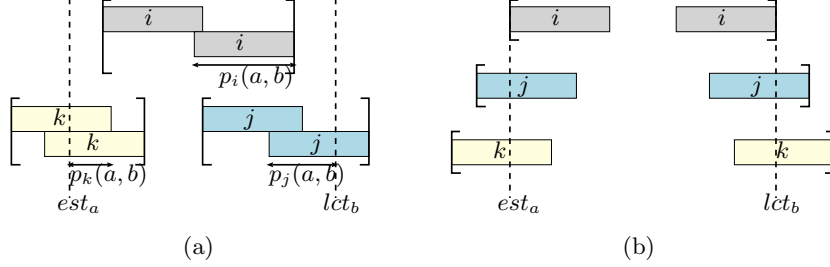 i i
i
p_i(a, b)
j j
k j
k
j
p_k(a, b) p_j(a, b)
k k
est_a lct_b est_a lct_b
(a) (b)